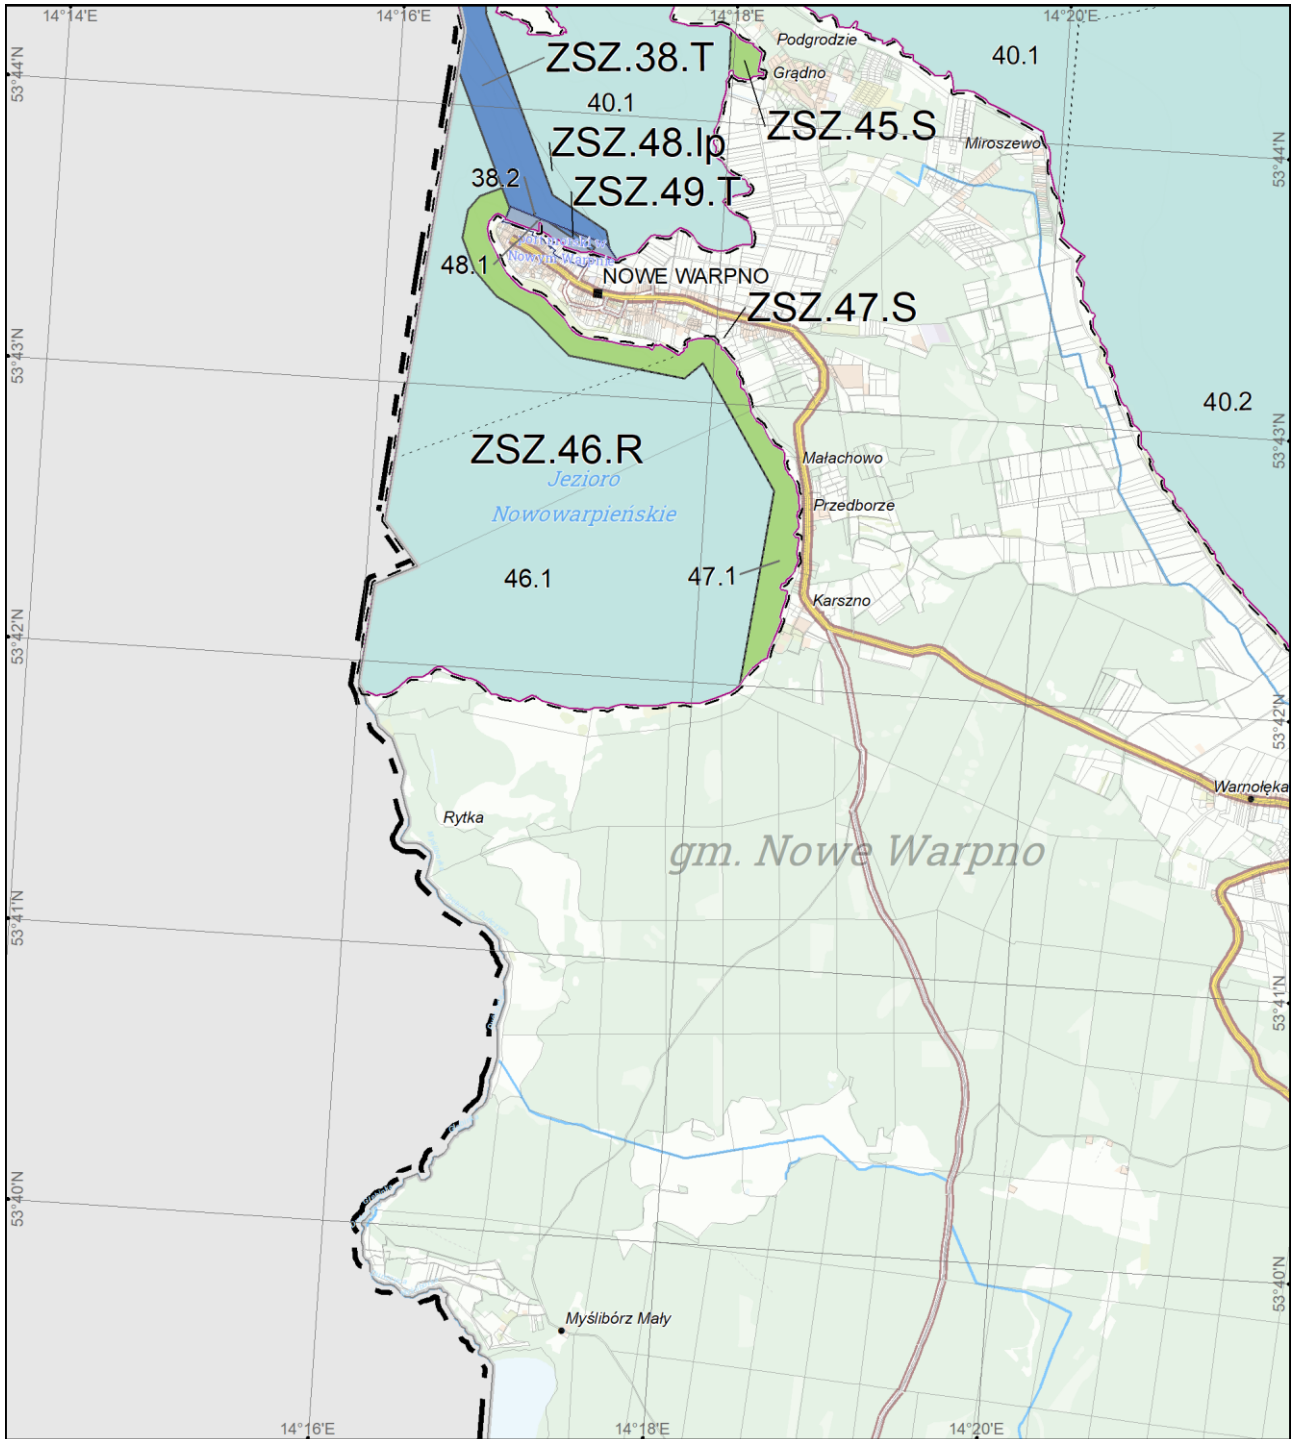 14°14'E
14°16'E
14°18'E
14°20'E
Podgrodzie
40.1
ZSZ.38.T
Grądno
53°44'N
40.1
ZSZ.45.S
ZSZ.48.Ip
Miroszewo
53°44'N
38.2
ZSZ.49.T
Nowym Warpnie
48.1
NOWE WARPNO
ZSZ.47.S
53°43'N
40.2
ZSZ.46.R
53°43'N
Małachowo
Jezioro
Nowowarpieńskie
Przedborze
46.1
47.1
Karszno
53°42'N
53°42'N
Warnołęka
Rytka
gm. Nowe Warpno
53°41'N
53°41'N
53°40'N
53°40'N
Myślibórz Mały
14°16'E
14°18'E
14°20'E